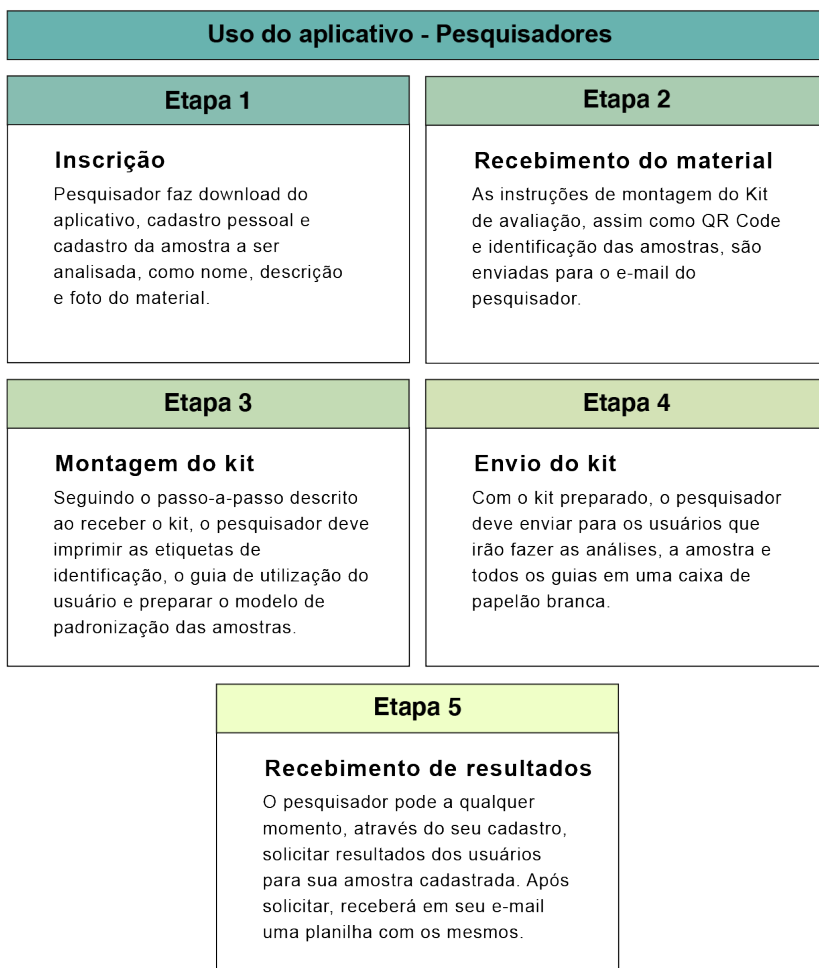 Uso do aplicativo - Pesquisadores
Etapa 1
Inscrição
Pesquisador faz download do
aplicativo, cadastro pessoal e
cadastro da amostra a ser
analisada, como nome, descrição
e foto do material.
Etapa 2
Recebimento do material
As instruções de montagem do Kit
de avaliação, assim como QR Code
e identificação das amostras, são
enviadas para o e-mail do
pesquisador.
Etapa 3
Montagem do kit
Seguindo o passo-a-passo descrito
ao receber o kit, o pesquisador deve
imprimir as etiquetas de
identificação, o guia de utilização do
usuário e preparar o modelo de
padronização das amostras.
Etapa 4
Envio do kit
Com o kit preparado, o pesquisador
deve enviar para os usuários que
irão fazer as análises, a amostra e
todos os guias em uma caixa de
papelão branca.
Etapa 5
Recebimento de resultados
O pesquisador pode a qualquer
momento, através do seu cadastro,
solicitar resultados dos usuários
para sua amostra cadastrada. Após
solicitar, receberá em seu e-mail
uma planilha com os mesmos.